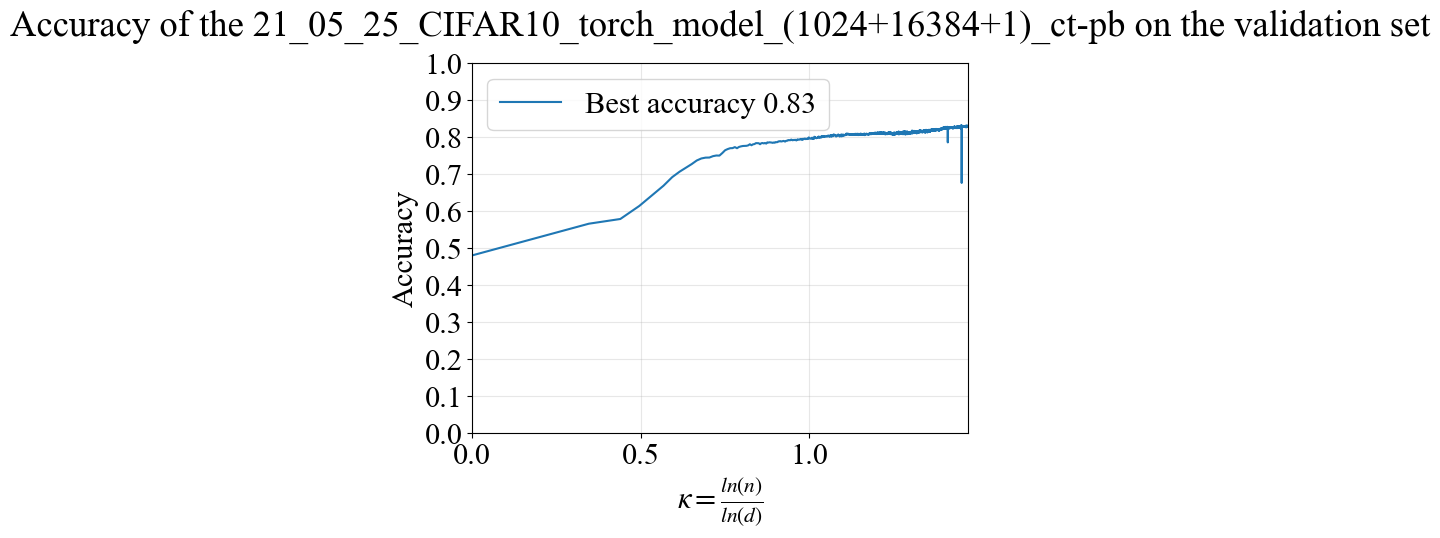 Accuracy of the 21_05_25_CIFAR10_torch_model_(1024+16384+1)_ct-pb on the validation set
Best accuracy 0.83
Accuracy
1.0
0.9
0.8
0.7
0.6
0.5
0.4
0.3
0.2
0.1
0.0
0.0 0.5 1.0
κ = ln(n) / ln(d)